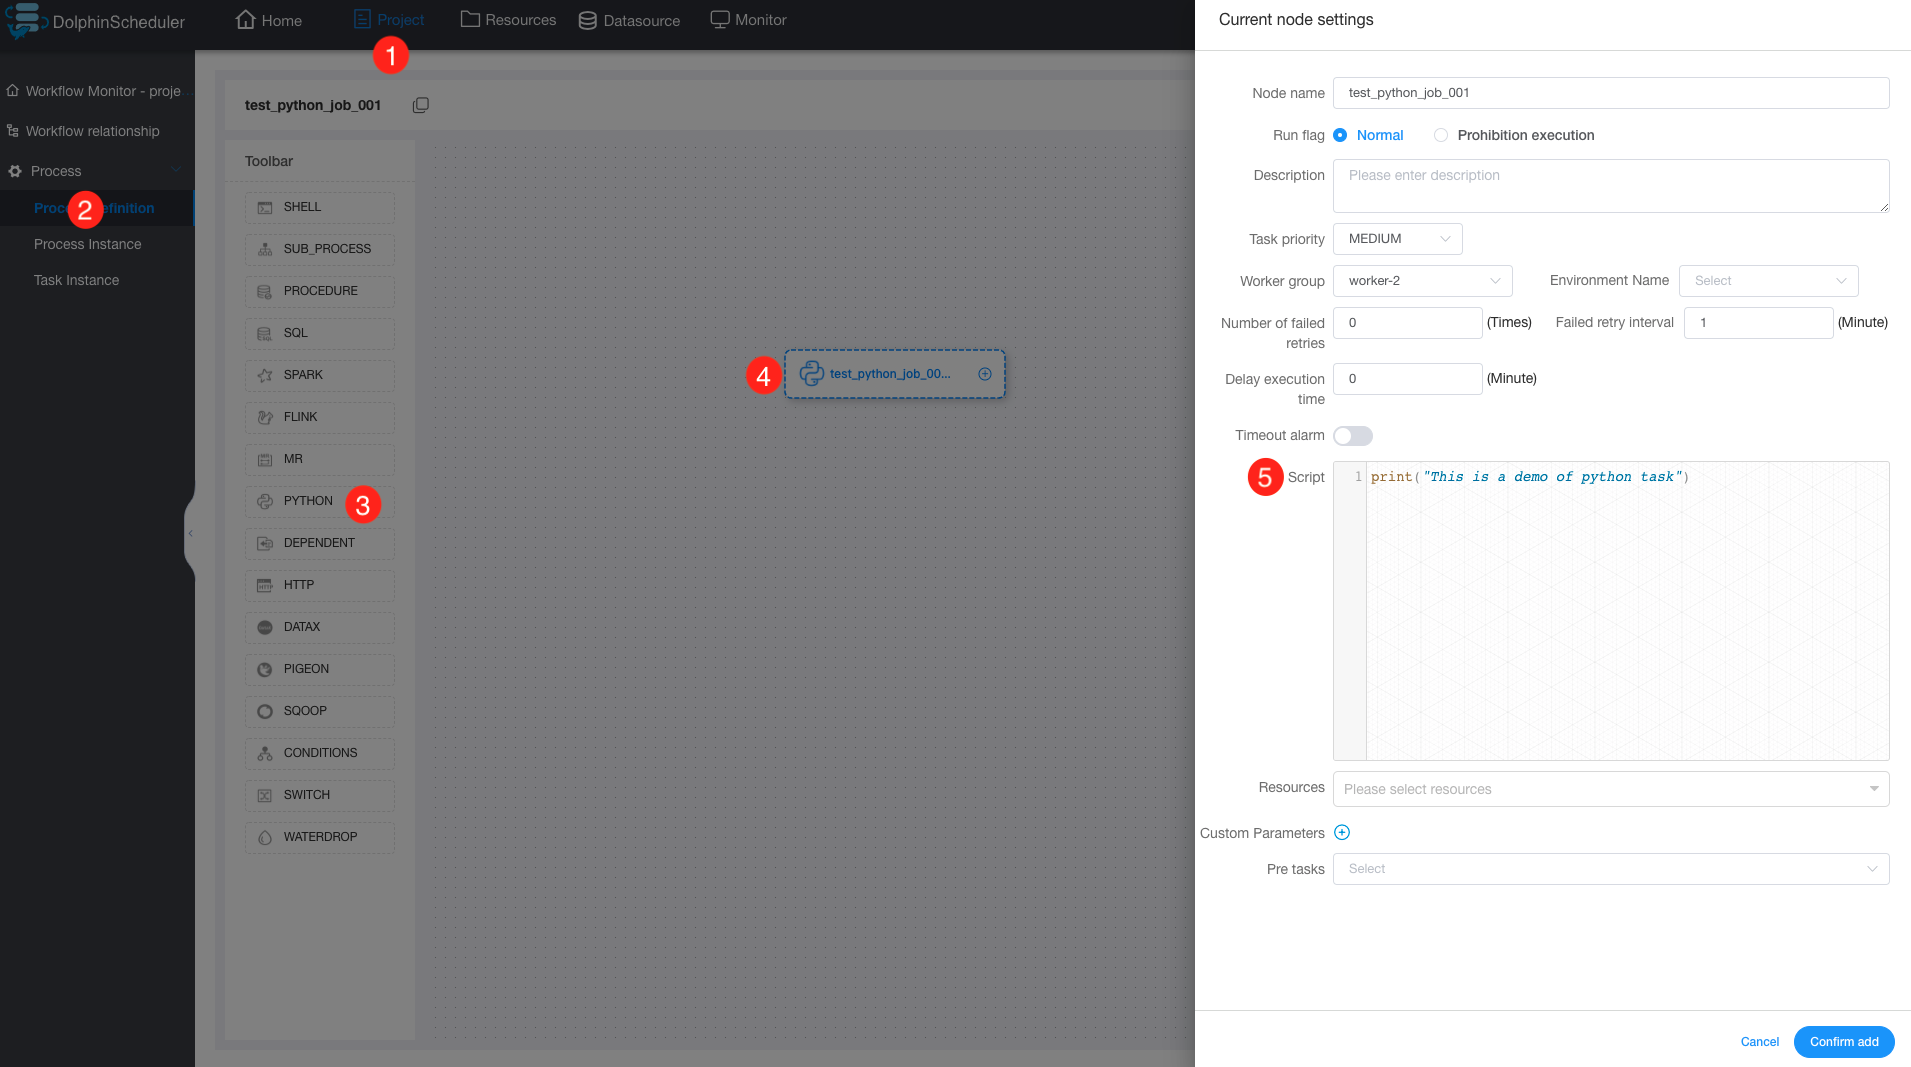 DolphinScheduler
Home
Project
Resources
Datasource
Monitor
1
Workflow Monitor - proje...
Workflow relationship
Process
Process Definition
2
Process Instance
Task Instance
test_python_job_001
Toolbar
SHELL
SUB_PROCESS
PROCEDURE
SQL
SPARK
FLINK
MR
PYTHON
3
DEPENDENT
HTTP
DATAX
PIGEON
SQOOP
CONDITIONS
SWITCH
WATERDROP
4
test_python_job_00...
Current node settings
Node name
test_python_job_001
Run flag
Normal
Prohibition execution
Description
Please enter description
Task priority
MEDIUM
Worker group
worker-2
Environment Name
Select
Number of failed
retries
0
(Times)
Failed retry interval
1
(Minute)
Delay execution
time
0
(Minute)
Timeout alarm
5
Script
1
print("This is a demo of python task")
Resources
Please select resources
Custom Parameters
Pre tasks
Select
Cancel
Confirm add